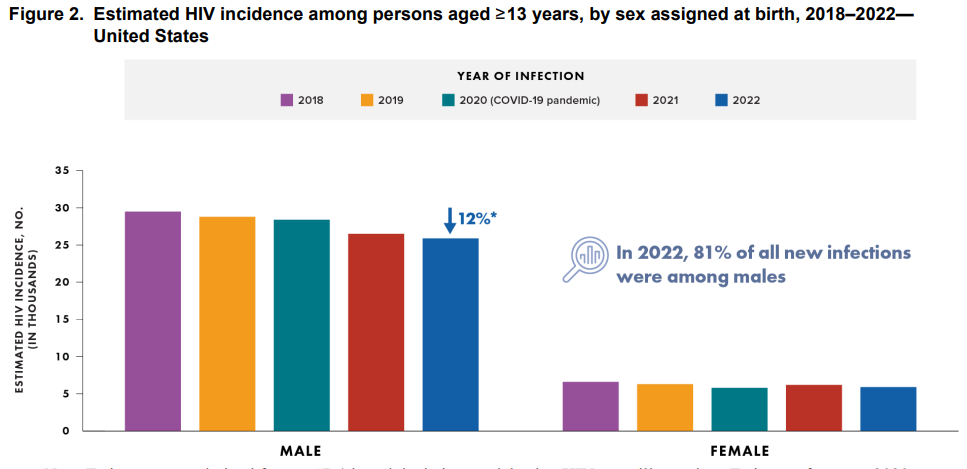 Figure 2. Estimated HIV incidence among persons aged ≥13 years, by sex assigned at birth, 2018–2022—
United States
YEAR OF INFECTION
2018 2019 2020 (COVID-19 pandemic) 2021 2022
ESTIMATED HIV INCIDENCE, NO.
(IN THOUSANDS)
35
30
25
20
15
10
5
0
12%*
In 2022, 81% of all new infections
were among males
MALE FEMALE